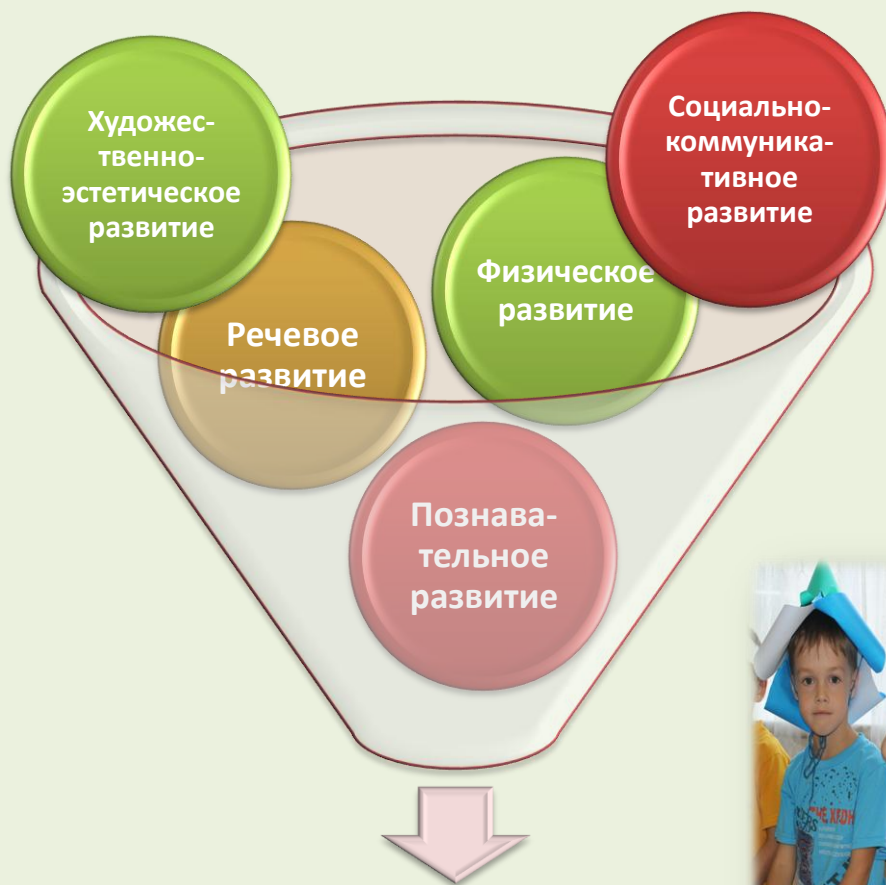 Художес-
твенно-
эстетическое
развитие
Социально-
коммуника-
тивное
развитие
Физическое
развитие
Речевое
развитие
Познава-
тельное
развитие